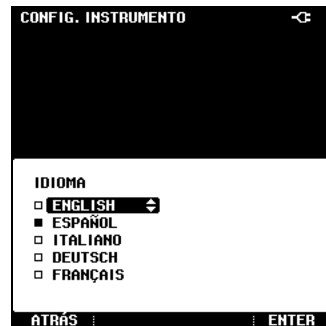 CONFIG. INSTRUMENTO
IDIOMA
ENGLISH
ESPAÑOL
ITALIANO
DEUTSCH
FRANÇAIS
ATRÁS ENTER